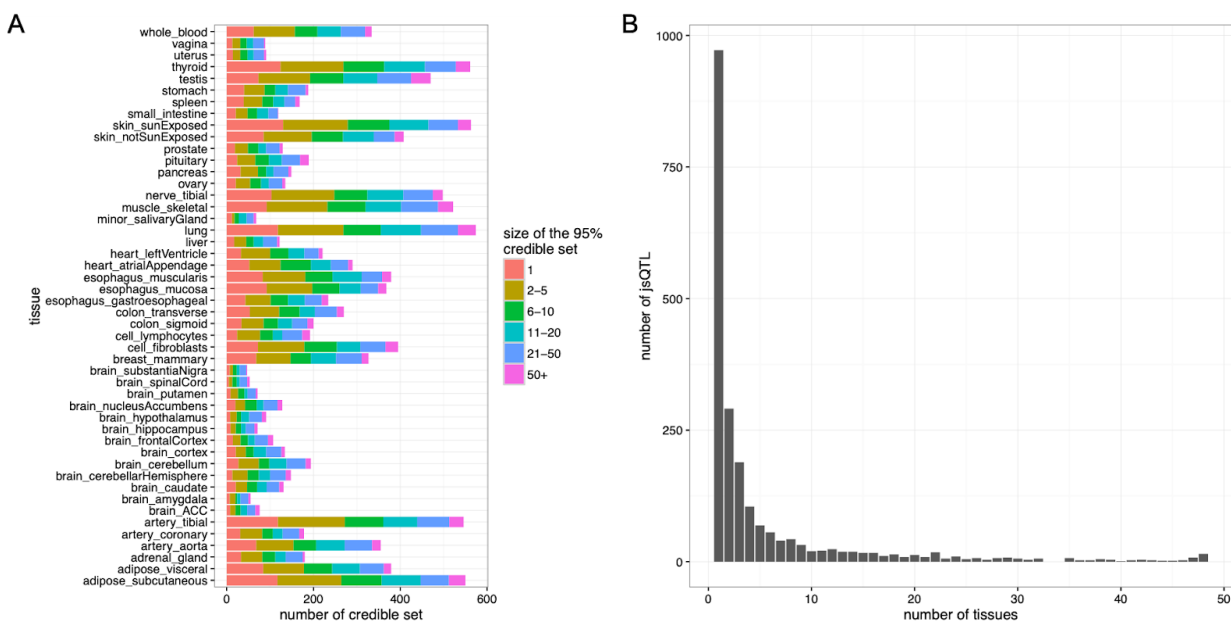 A
whole_blood
vagina
uterus
thyroid
testis
stomach
spleen
small_intestine
skin_sunExposed
skin_notSunExposed
prostate
pituitary
pancreas
ovary
nerve_tibial
muscle_skeletal
minor_salivaryGland
lung
liver
heart_leftVentricle
heart_atrialAppendage
esophagus_muscularis
esophagus_mucosa
esophagus_gastroesophageal
colon_transverse
colon_sigmoid
cell_lymphocytes
cell_fibroblasts
breast_mammary
brain_substantiaNigra
brain_spinalCord
brain_putamen
brain_nucleusAccumbens
brain_hypothalamus
brain_hippocampus
brain_frontalCortex
brain_cortex
brain_cerebellum
brain_cerebellarHemisphere
brain_caudate
brain_amygdala
brain_ACC
artery_tibial
artery_coronary
artery_aorta
adrenal_gland
adipose_visceral
adipose_subcutaneous
tissue
0 200 400 600
number of credible set
size of the 95%
credible set
1
2−5
6−10
11−20
21−50
50+
B
1000
750
500
250
0
number of jsQTL
0 10 20 30 40 50
number of tissues